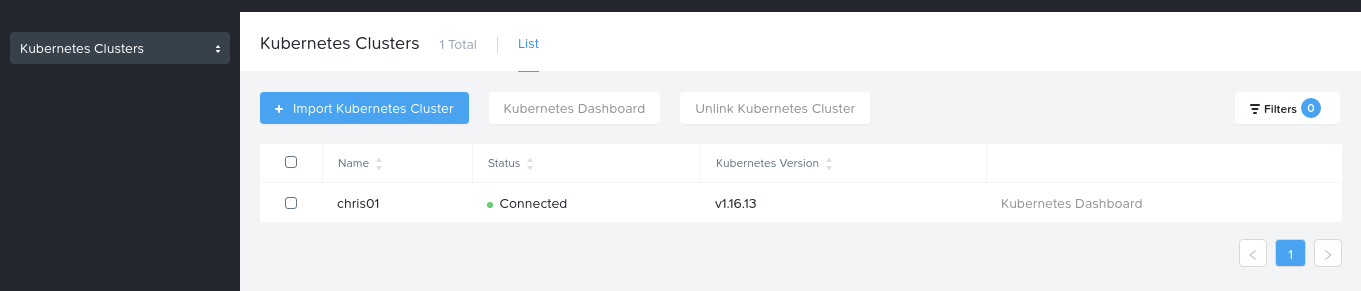 Kubernetes Clusters
Kubernetes Clusters 1 Total List
+ Import Kubernetes Cluster Kubernetes Dashboard Unlink Kubernetes Cluster Filters 0
Name Status Kubernetes Version
chris01 Connected v1.16.13 Kubernetes Dashboard
< 1 >